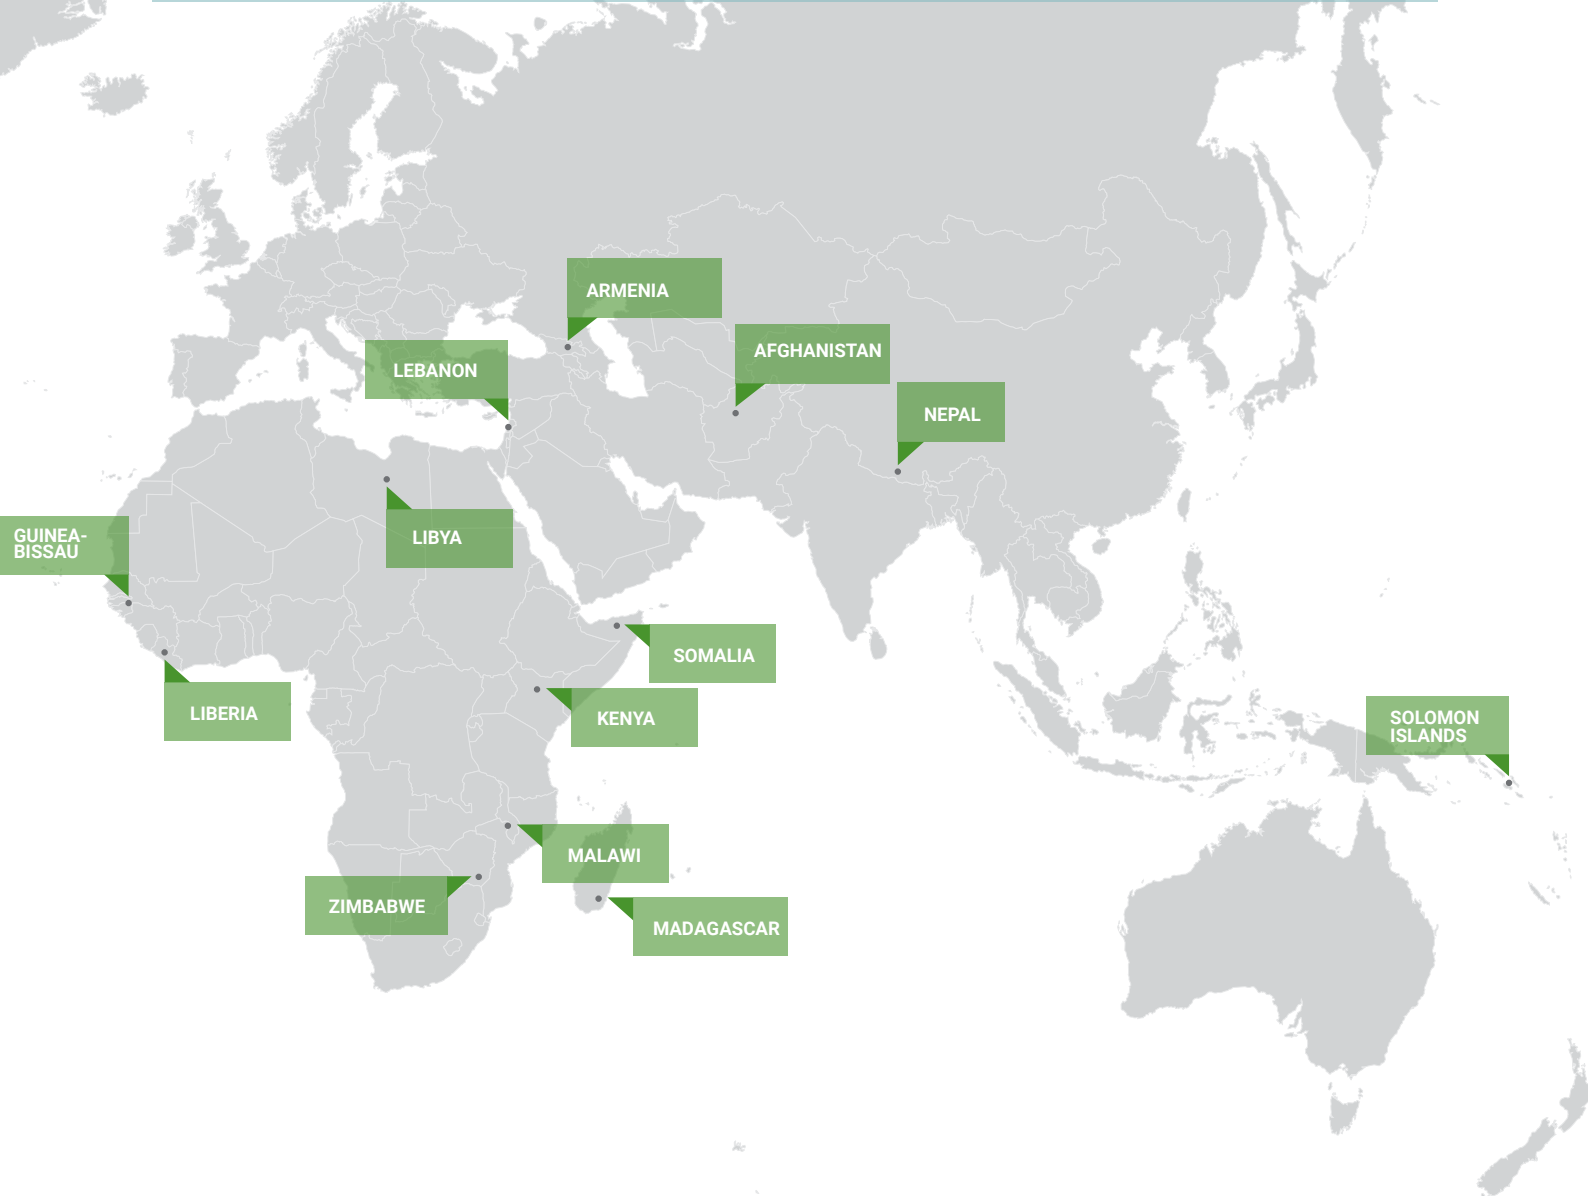 ARMENIA
AFGHANISTAN
LEBANON
NEPAL
GUINEA-
BISSAU
LIBYA
SOMALIA
LIBERIA
KENYA
SOLOMON
ISLANDS
MALAWI
ZIMBABWE
MADAGASCAR